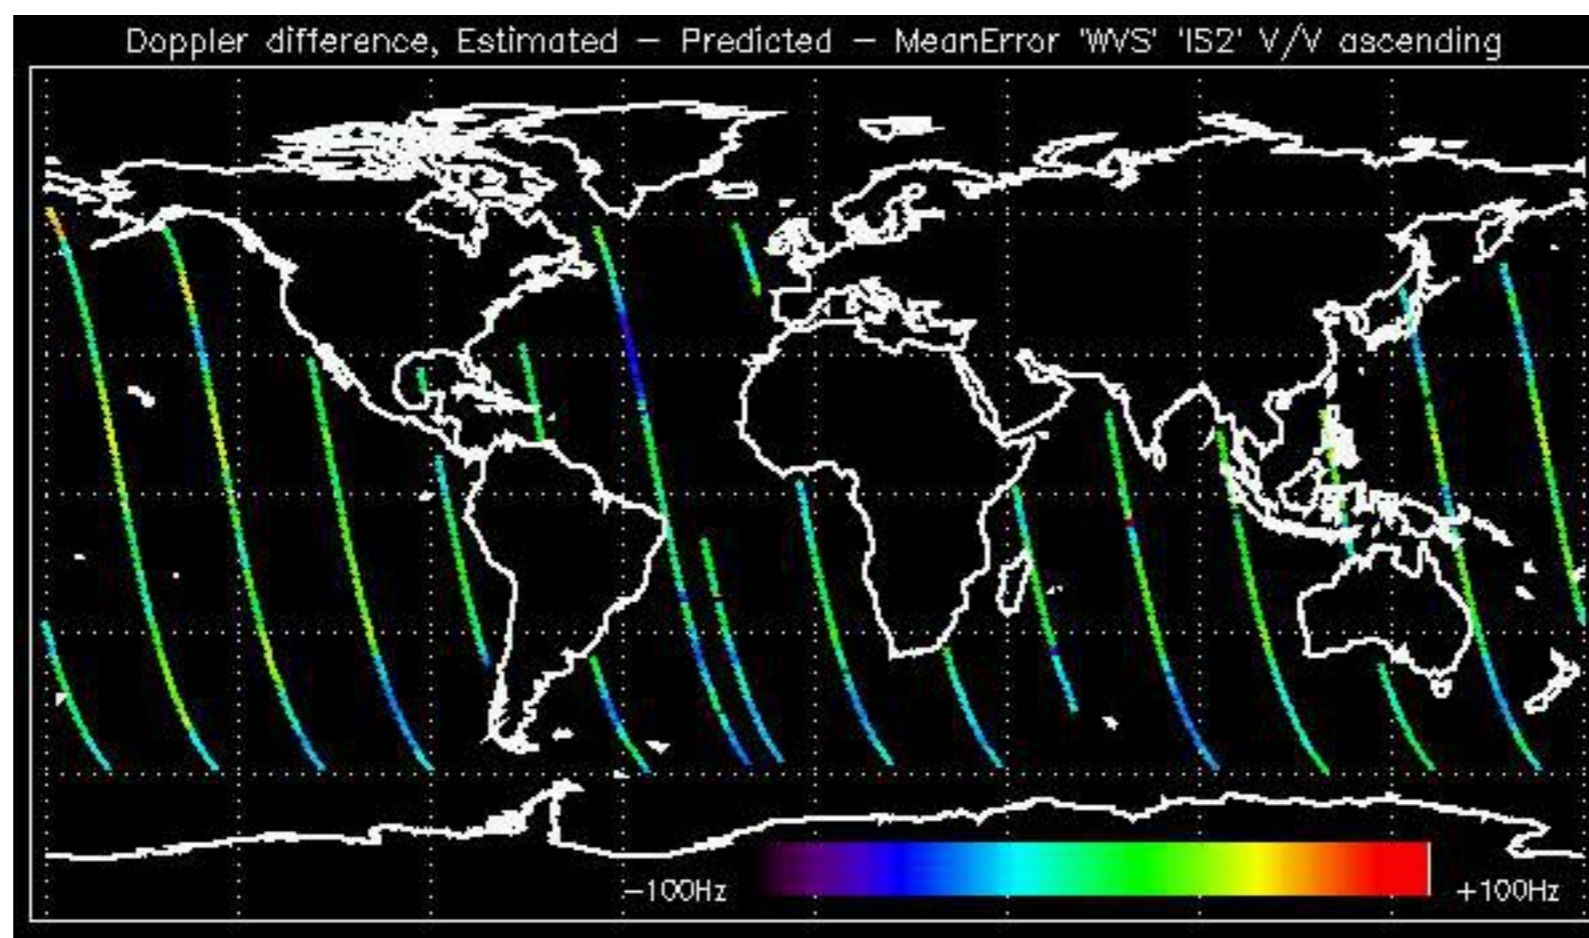 Doppler difference, Estimated − Predicted − MeanError 'WVS' 'IS2' V/V ascending
−100Hz +100Hz